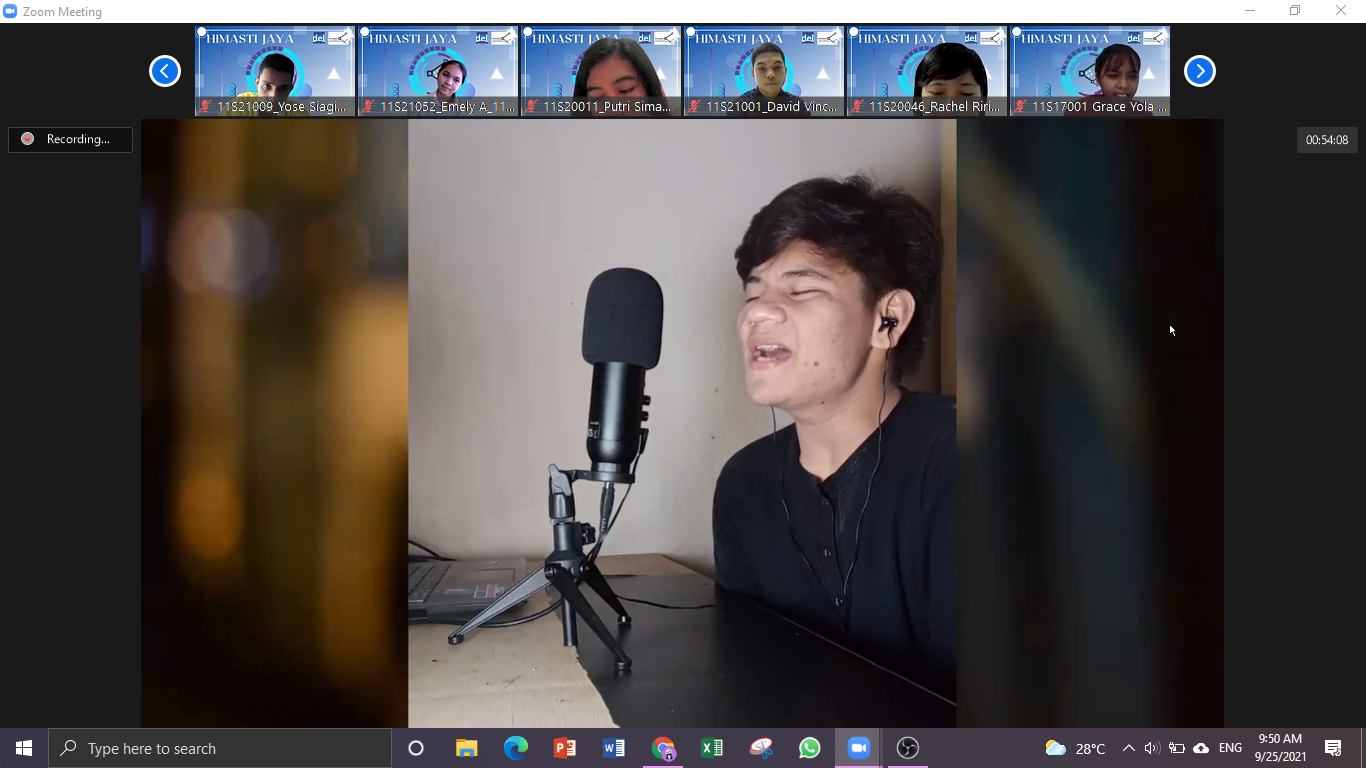 Zoom Meeting
HIMASTI JAYA del
HIMASTI JAYA del
HIMASTI JAYA del
HIMASTI JAYA del
HIMASTI JAYA del
HIMASTI JAYA del
11S21009_Yose Siagi...
11S21052_Emely A_11...
11S20011_Putri Sima...
11S21001_David Vinc...
11S20046_Rachel Riri...
11S17001 Grace Yola ...
Recording...
00:54:08
Type here to search
28°C
ENG
9:50 AM
9/25/2021